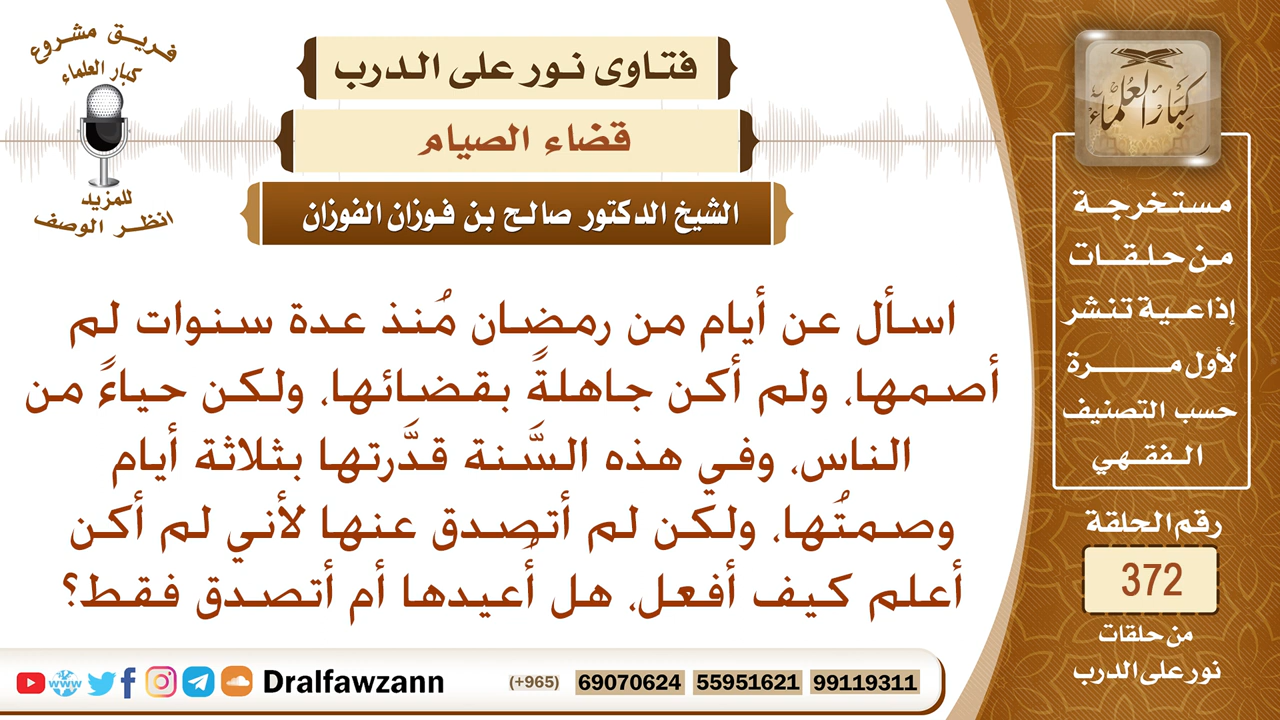 فريق مشروع
كبار العلماء
للمزيد
انظر الوصف
فتاوى نور على الدرب
قضاء الصيام
الشيخ الدكتور صالح بن فوزان الفوزان
اسأل عن أيام من رمضان مُنذ عدة سنوات لم
أصمها، ولم أكن جاهلةً بقضائها، ولكن حياءً من
الناس، وفي هذه السَّنة قدَّرتها بثلاثة أيام
وصمتُها، ولكن لم أتصدق عنها لأني لم أكن
أعلم كيف أفعل، هل أُعيدها أم أتصدق فقط؟
كبار العلماء
مستخرجة
من حلقات
إذاعية تنشر
لأول مرة
حسب التصنيف
الفقهي
رقم الحلقة
372
من حلقات
نور على الدرب
www
Dralfawzann
(+965) 69070624 55951621 99119311